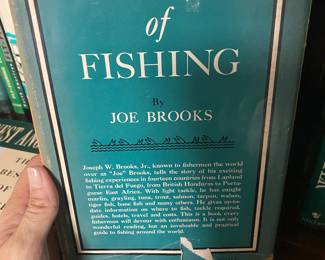 of
FISHING
By
JOE BROOKS
Joseph W. Brooks, Jr., known to fishermen the world
over as "Joe" Brooks, tells the story of his exciting
fishing experiences in fourteen countries from Lapland
to Tierra del Fuego, from British Honduras to Portu-
guese East Africa. With light tackle, he has caught
marlin, grayling, tuna, trout, salmon, tarpon, wahoo,
tiger fish, bone fish and many others. He gives up-to-
date information on where to fish, tackle required,
guides, hotels, travel and costs. This is a book every
fisherman will devour with enthusiasm. It is not only
wonderful reading, but an invaluable and practical
guide to fishing around the world.
THE
OF